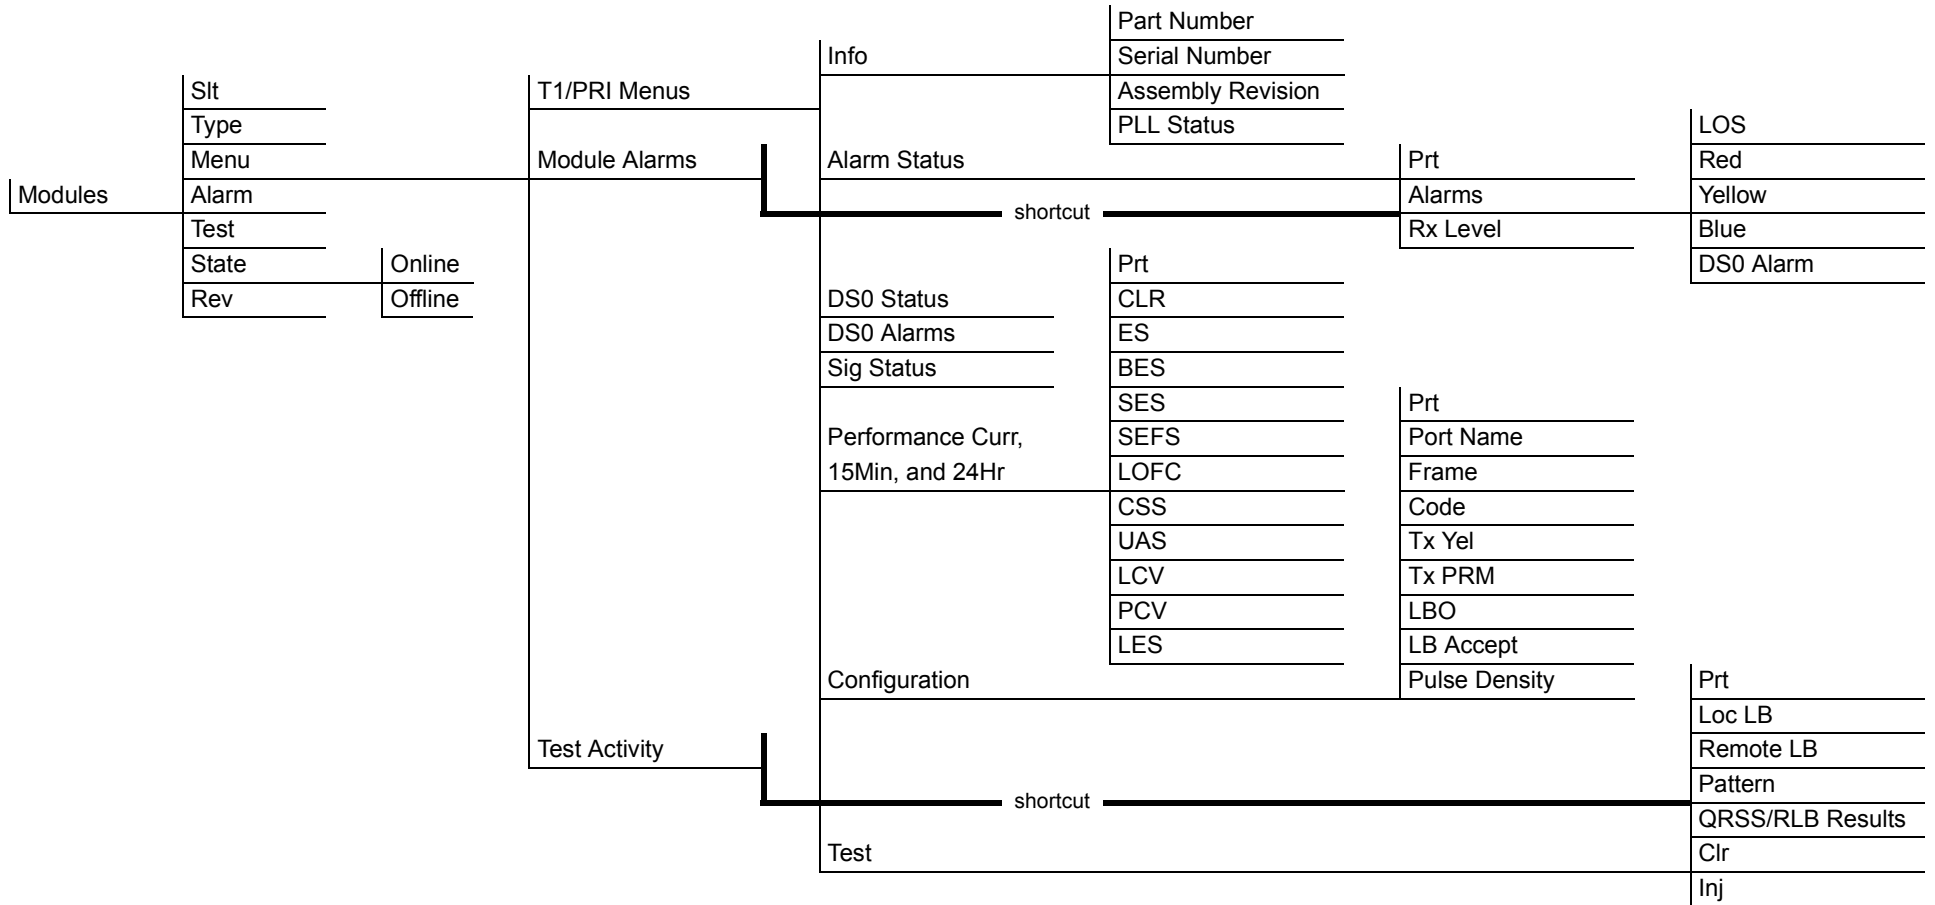 Modules
Slt
Type
Menu
Alarm
Test
State
Rev
Online
Offline
T1/PRI Menus
Module Alarms
Test Activity
Info
Alarm Status
shortcut
DS0 Status
DS0 Alarms
Sig Status
Performance Curr,
15Min, and 24Hr
Configuration
shortcut
Test
Part Number
Serial Number
Assembly Revision
PLL Status
Prt
CLR
ES
BES
SES
SEFS
LOFC
CSS
UAS
LCV
PCV
LES
Prt
Alarms
Rx Level
Prt
Port Name
Frame
Code
Tx Yel
Tx PRM
LBO
LB Accept
Pulse Density
LOS
Red
Yellow
Blue
DS0 Alarm
Prt
Loc LB
Remote LB
Pattern
QRSS/RLB Results
Clr
Inj